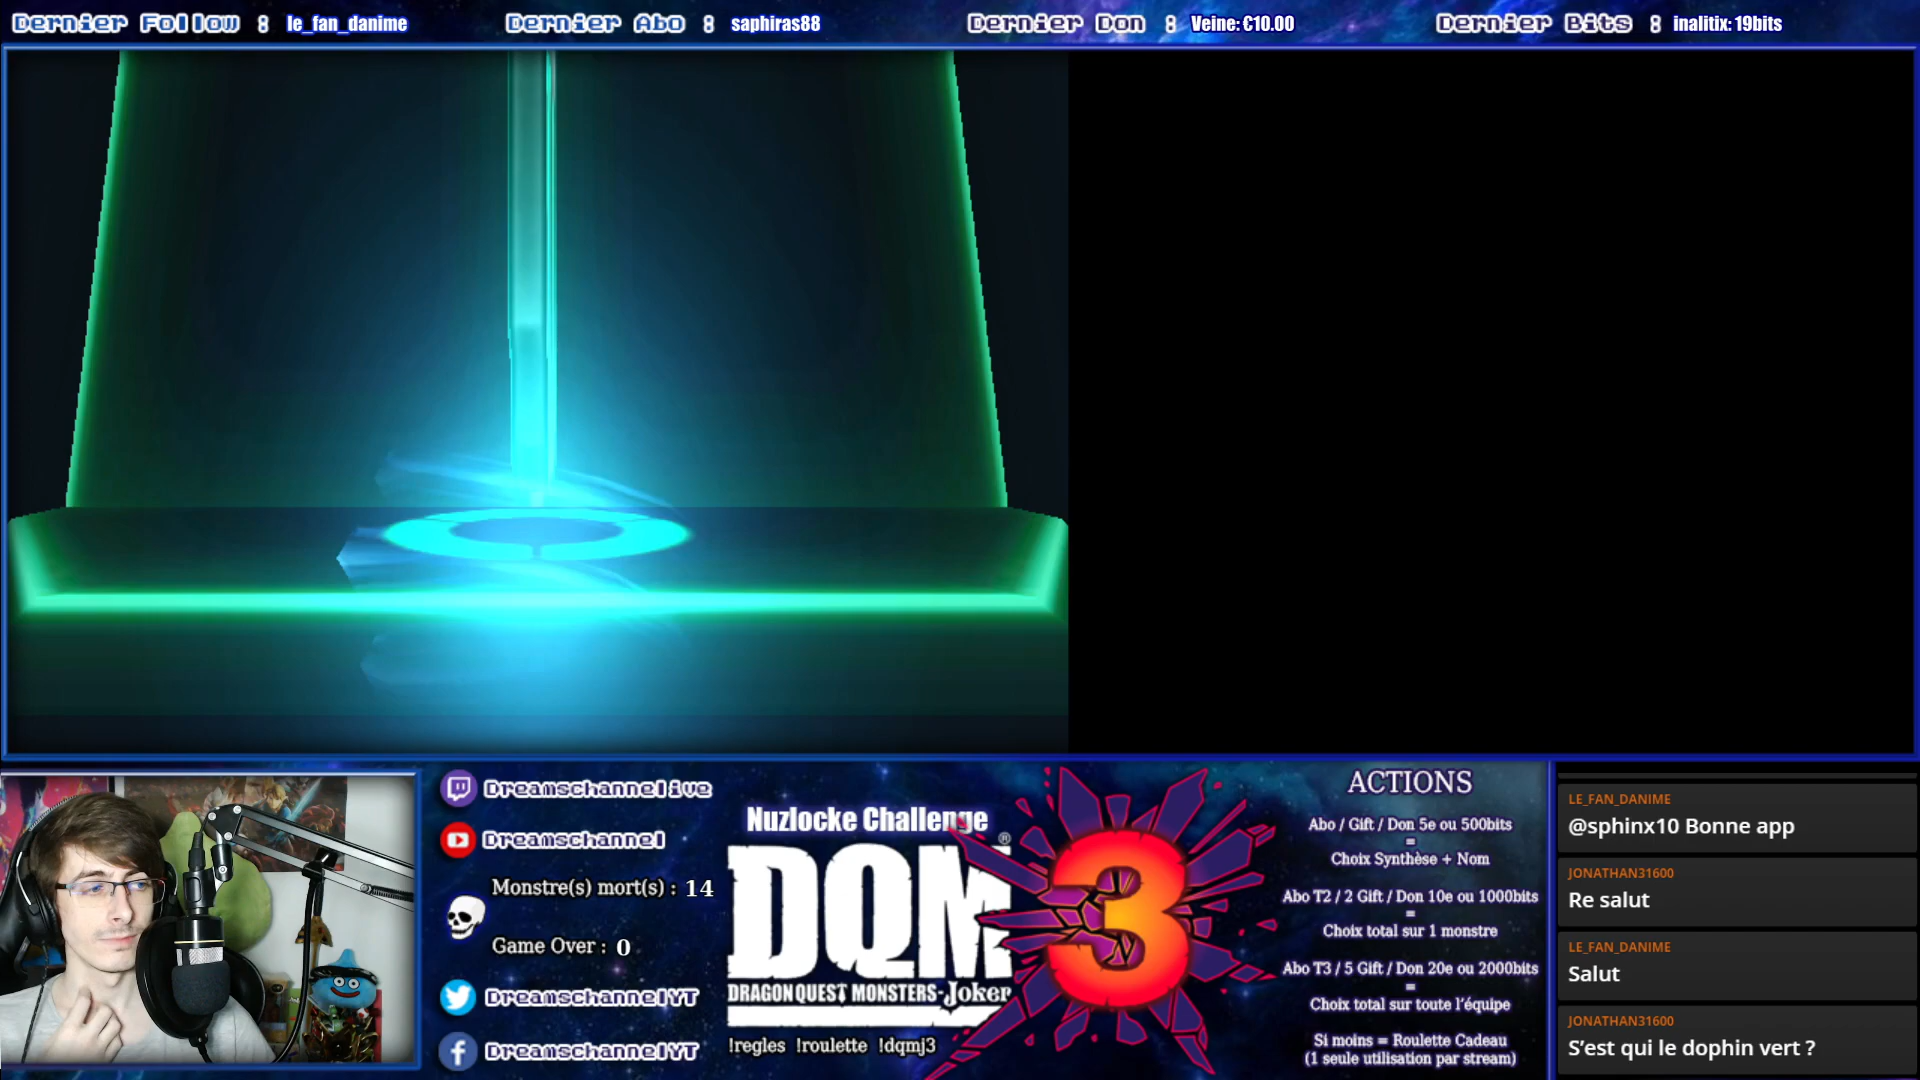 Dernier Follow : le_fan_danime
Dernier Abo : saphiras88
Dernier Don : Veine: €10.00
Dernier Bits : inalitix: 19bits
Dreamschannelive
Dreamschannel
Monstre(s) mort(s) : 14
Game Over : 0
DreamschannelYT
DreamschannelYT
Nuzlocke Challenge
DQM
®
3
DRAGON QUEST MONSTERS-Joker
!regles !roulette !dqmj3
ACTIONS
Abo / Gift / Don 5e ou 500bits
=
Choix Synthèse + Nom
Abo T2 / 2 Gift / Don 10e ou 1000bits
=
Choix total sur 1 monstre
Abo T3 / 5 Gift / Don 20e ou 2000bits
=
Choix total sur toute l'équipe
Si moins = Roulette Cadeau
(1 seule utilisation par stream)
LE_FAN_DANIME
@sphinx10 Bonne app
JONATHAN31600
Re salut
LE_FAN_DANIME
Salut
JONATHAN31600
S'est qui le dophin vert ?